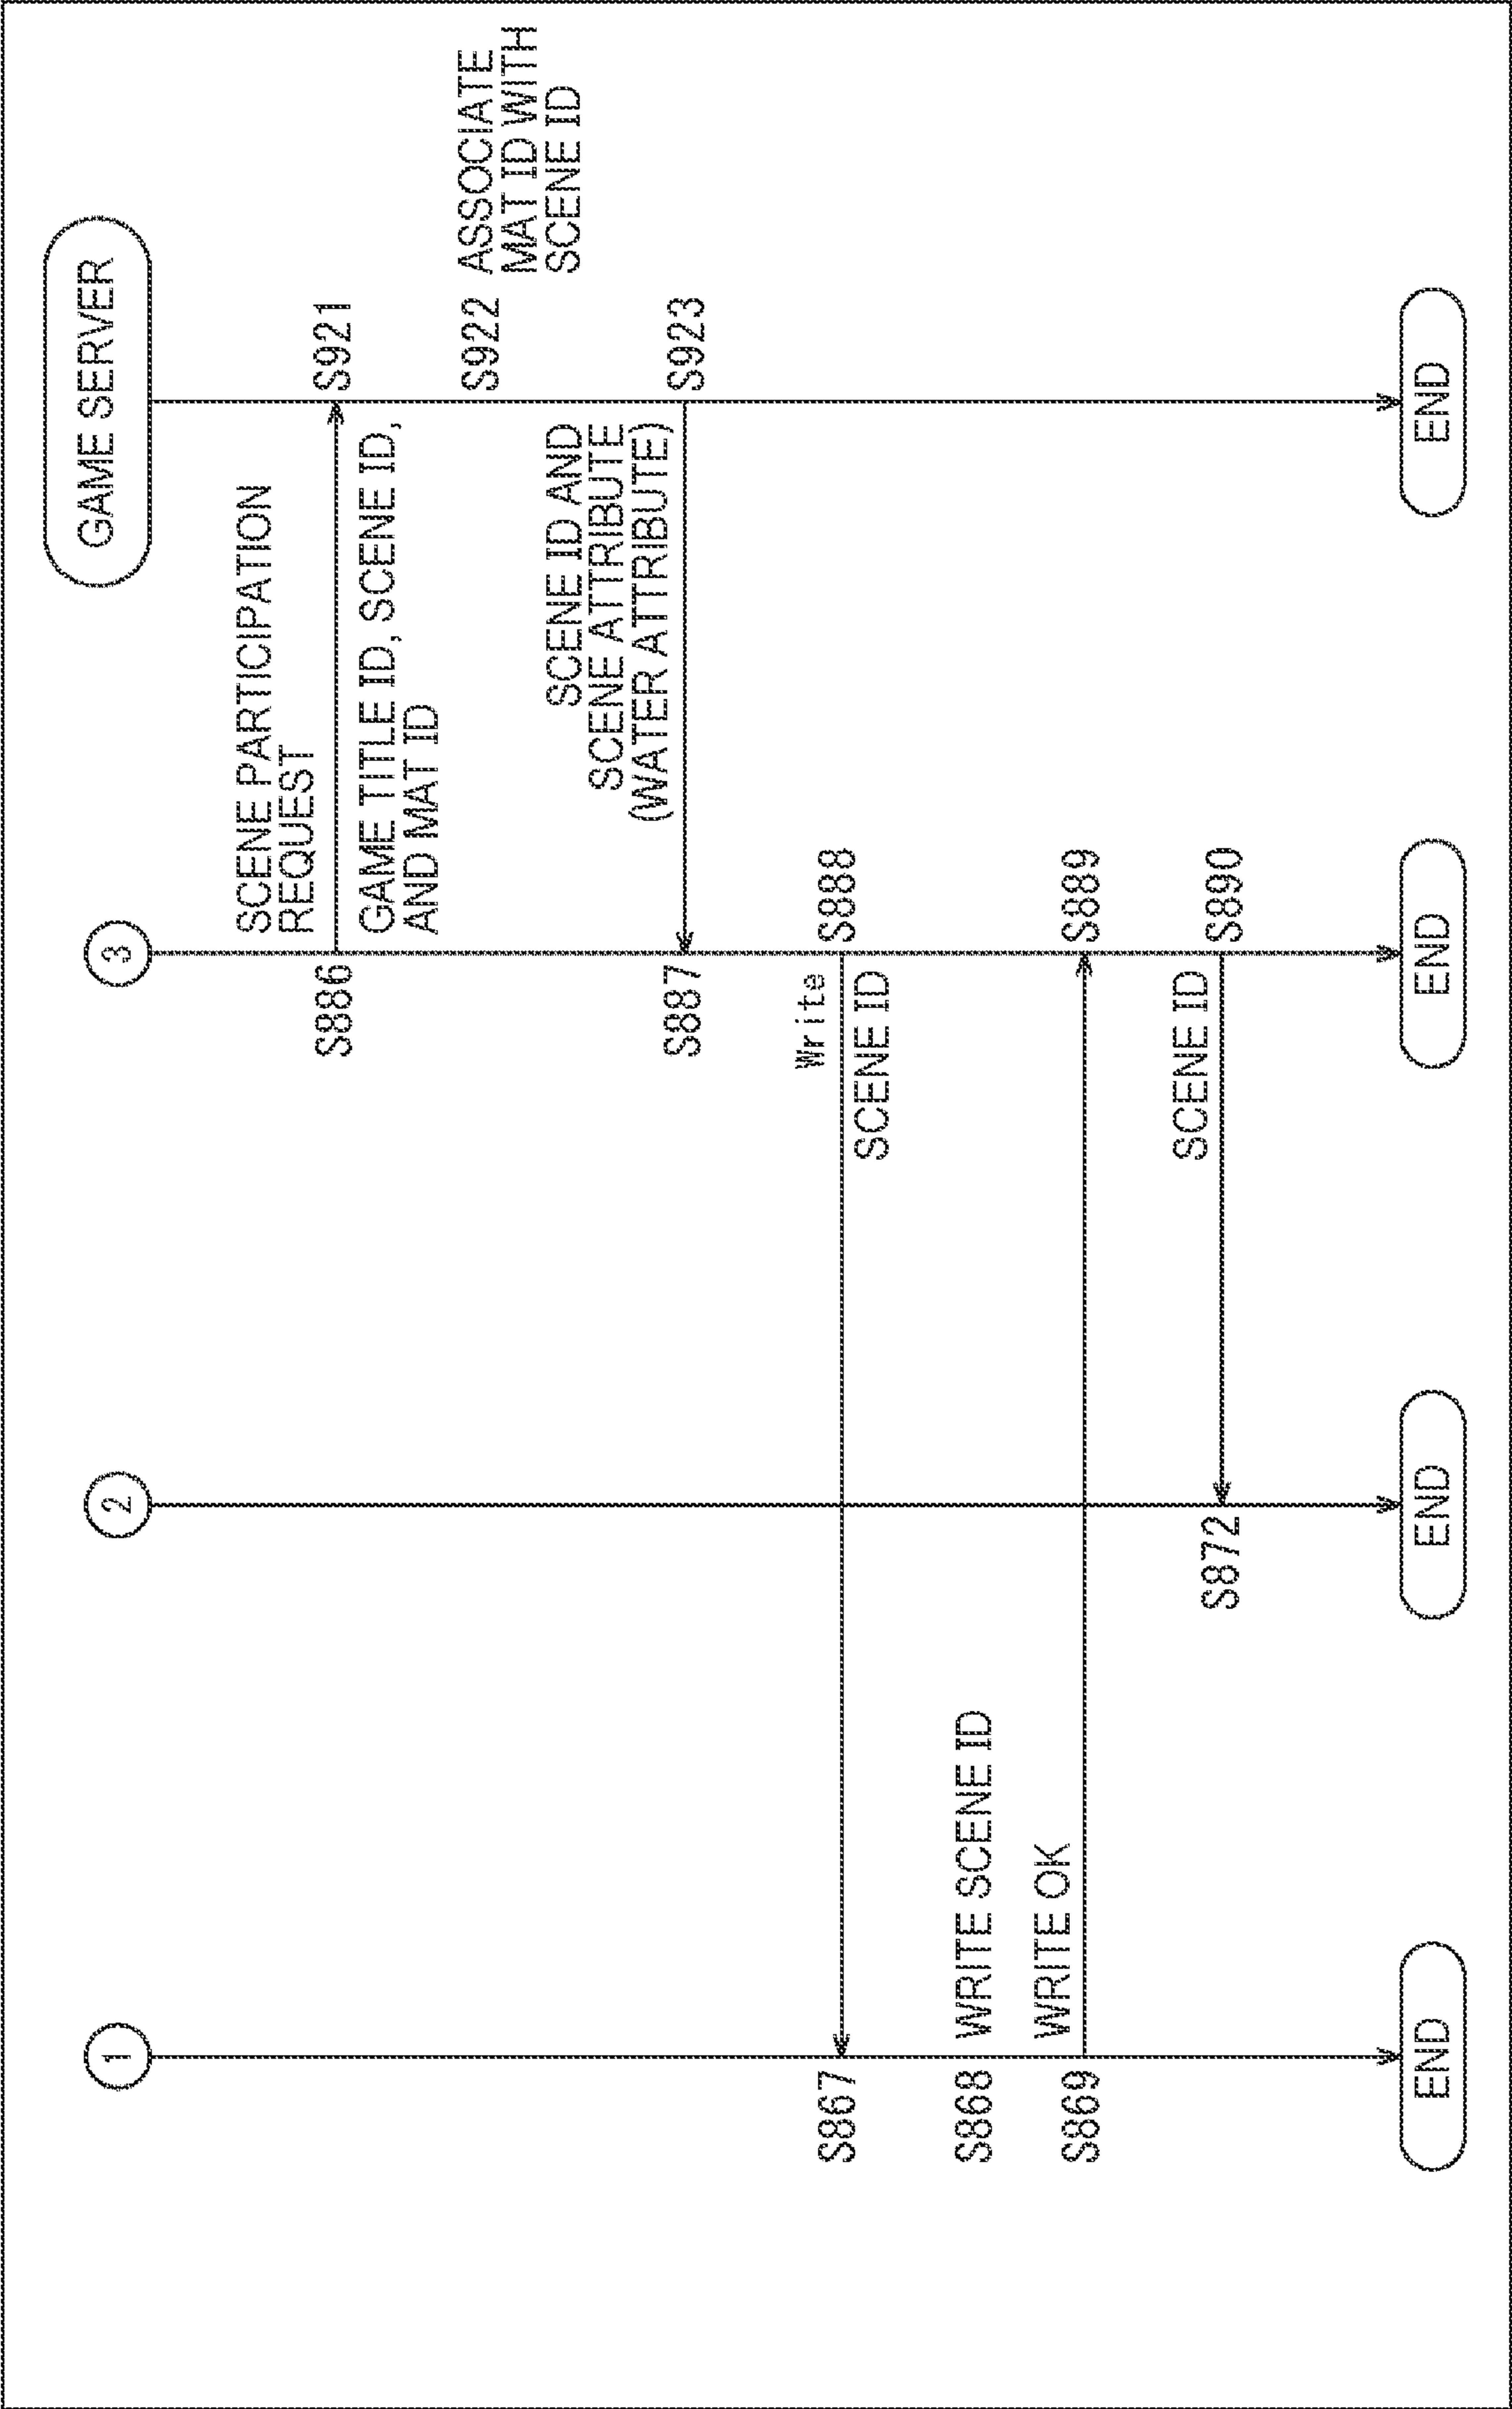 1
2
3
GAME SERVER
SCENE PARTICIPATION
REQUEST
S886
S921
GAME TITLE ID, SCENE ID,
AND MAT ID
S922
ASSOCIATE
MAT ID WITH
SCENE ID
SCENE ID AND
SCENE ATTRIBUTE
(WATER ATTRIBUTE)
S887
S923
Write
S867
S888
SCENE ID
S868
WRITE SCENE ID
WRITE OK
S869
S889
SCENE ID
S872
S890
END
END
END
END